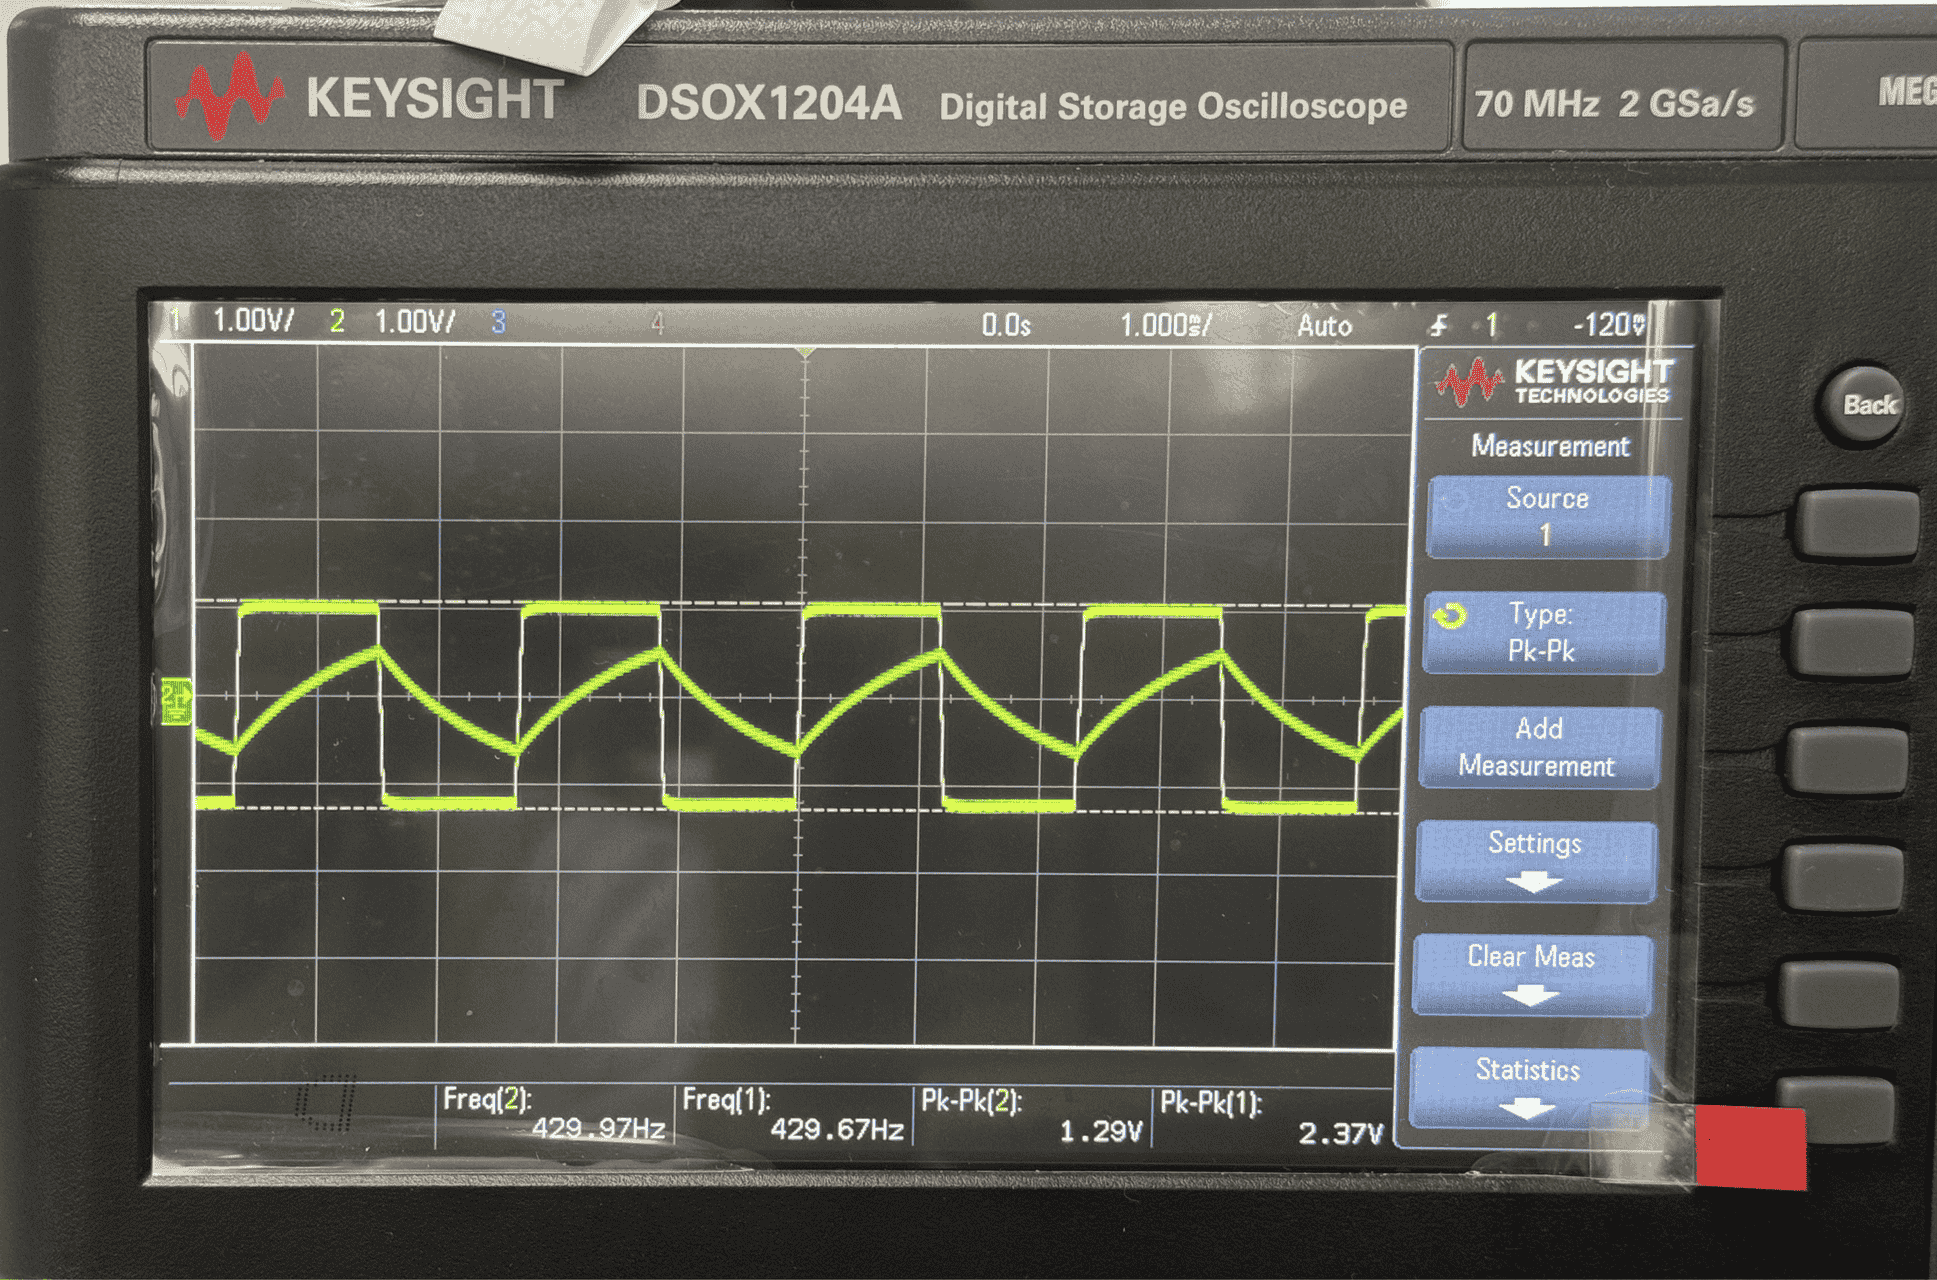 KEYSIGHT DSOX1204A Digital Storage Oscilloscope 70 MHz 2 GSa/s MEG
1 1.00V/ 2 1.00V/ 3 4 0.0s 1.000ms/ Auto 1 -120mV
KEYSIGHT
TECHNOLOGIES
Measurement
Source
1
Type:
Pk-Pk
Add
Measurement
Settings
Clear Meas
Statistics
Back
2
Freq(2): Freq(1): Pk-Pk(2): Pk-Pk(1):
429.97Hz 429.67Hz 1.29V 2.37V